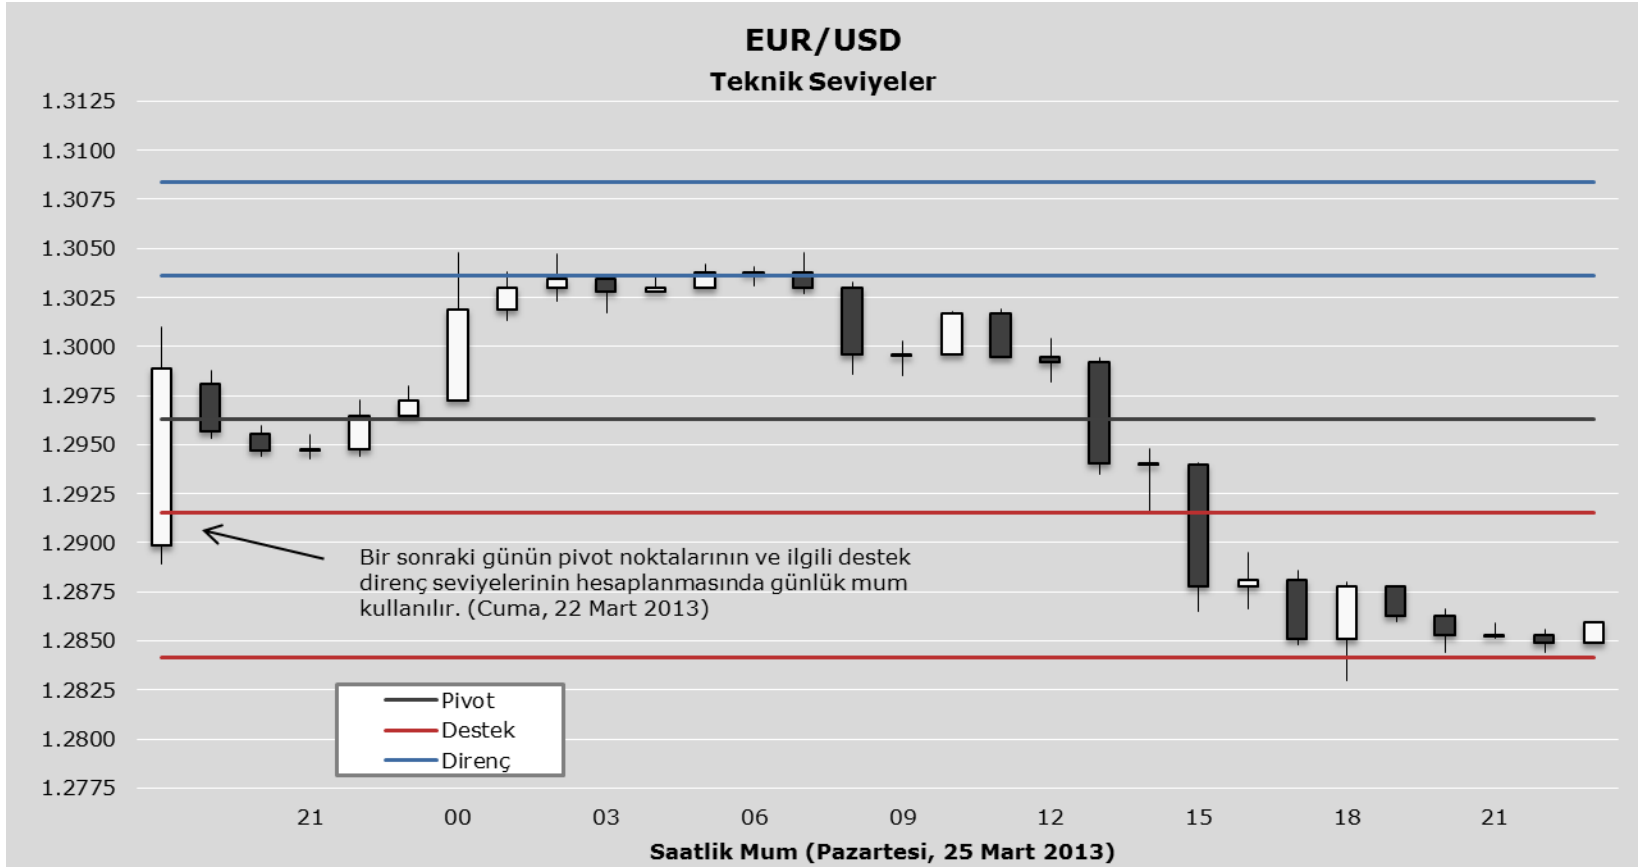 EUR/USD
Teknik Seviyeler
1.3125
1.3100
1.3075
1.3050
1.3025
1.3000
1.2975
1.2950
1.2925
1.2900
1.2875
1.2850
1.2825
1.2800
1.2775
Bir sonraki günün pivot noktalarının ve ilgili destek
direnç seviyelerinin hesaplanmasında günlük mum
kullanılır. (Cuma, 22 Mart 2013)
Pivot
Destek
Direnç
21 00 03 06 09 12 15 18 21
Saatlik Mum (Pazartesi, 25 Mart 2013)